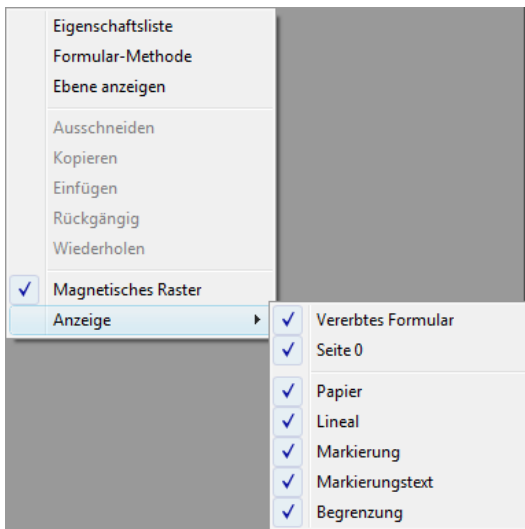 Eigenschaftsliste
Formular-Methode
Ebene anzeigen
Ausschneiden
Kopieren
Einfügen
Rückgängig
Wiederholen
Magnetisches Raster
Anzeige
Vererbtes Formular
Seite 0
Papier
Lineal
Markierung
Markierungstext
Begrenzung